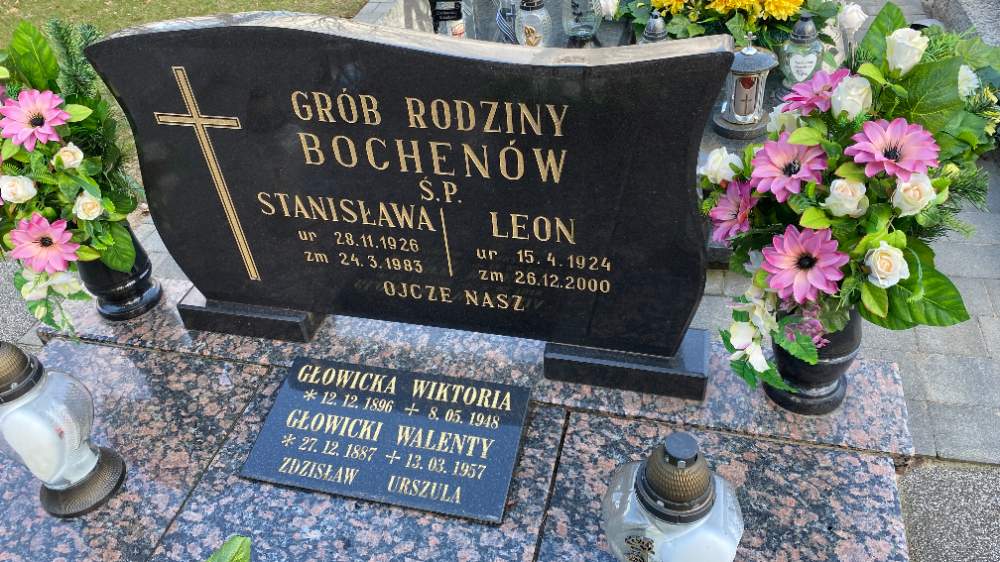 GRÓB RODZINY
BOCHENÓW
Ś.P.
STANISŁAWA
ur 28.11.1926
zm 24.3.1983
LEON
ur 15.4.1924
zm 26.12.2000
OJCZE NASZ
GŁOWICKA WIKTORIA
* 12.12.1896 + 8.05.1948
GŁOWICKI WALENTY
* 27.12.1887 + 13.03.1957
ZDZISŁAW URSZULA